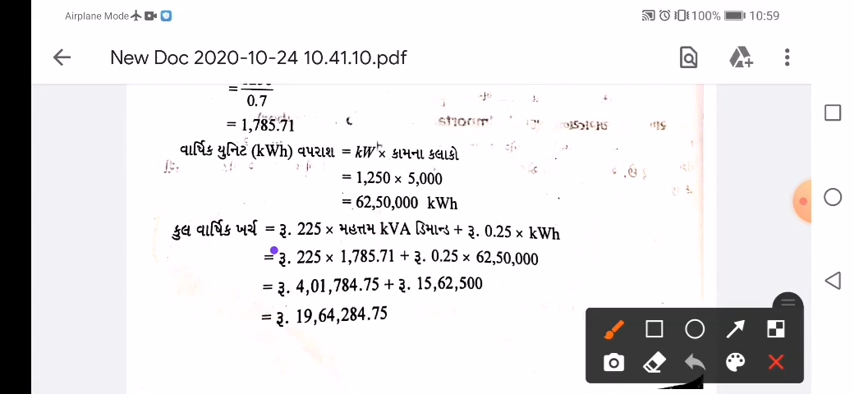 Airplane Mode 100% 10:59
New Doc 2020-10-24 10.41.10.pdf
=
0.7
= 1,785.71
વાર્ષિક યુનિટ (kWh) વપરાશ = kW × કામના કલાકો
= 1,250 × 5,000
= 62,50,000 kWh
કુલ વાર્ષિક ખર્ચ = રૂ. 225 × મહત્તમ kVA ડિમાન્ડ + રૂ. 0.25 × kWh
= રૂ. 225 × 1,785.71 + રૂ. 0.25 × 62,50,000
= રૂ. 4,01,784.75 + રૂ. 15,62,500
= રૂ. 19,64,284.75